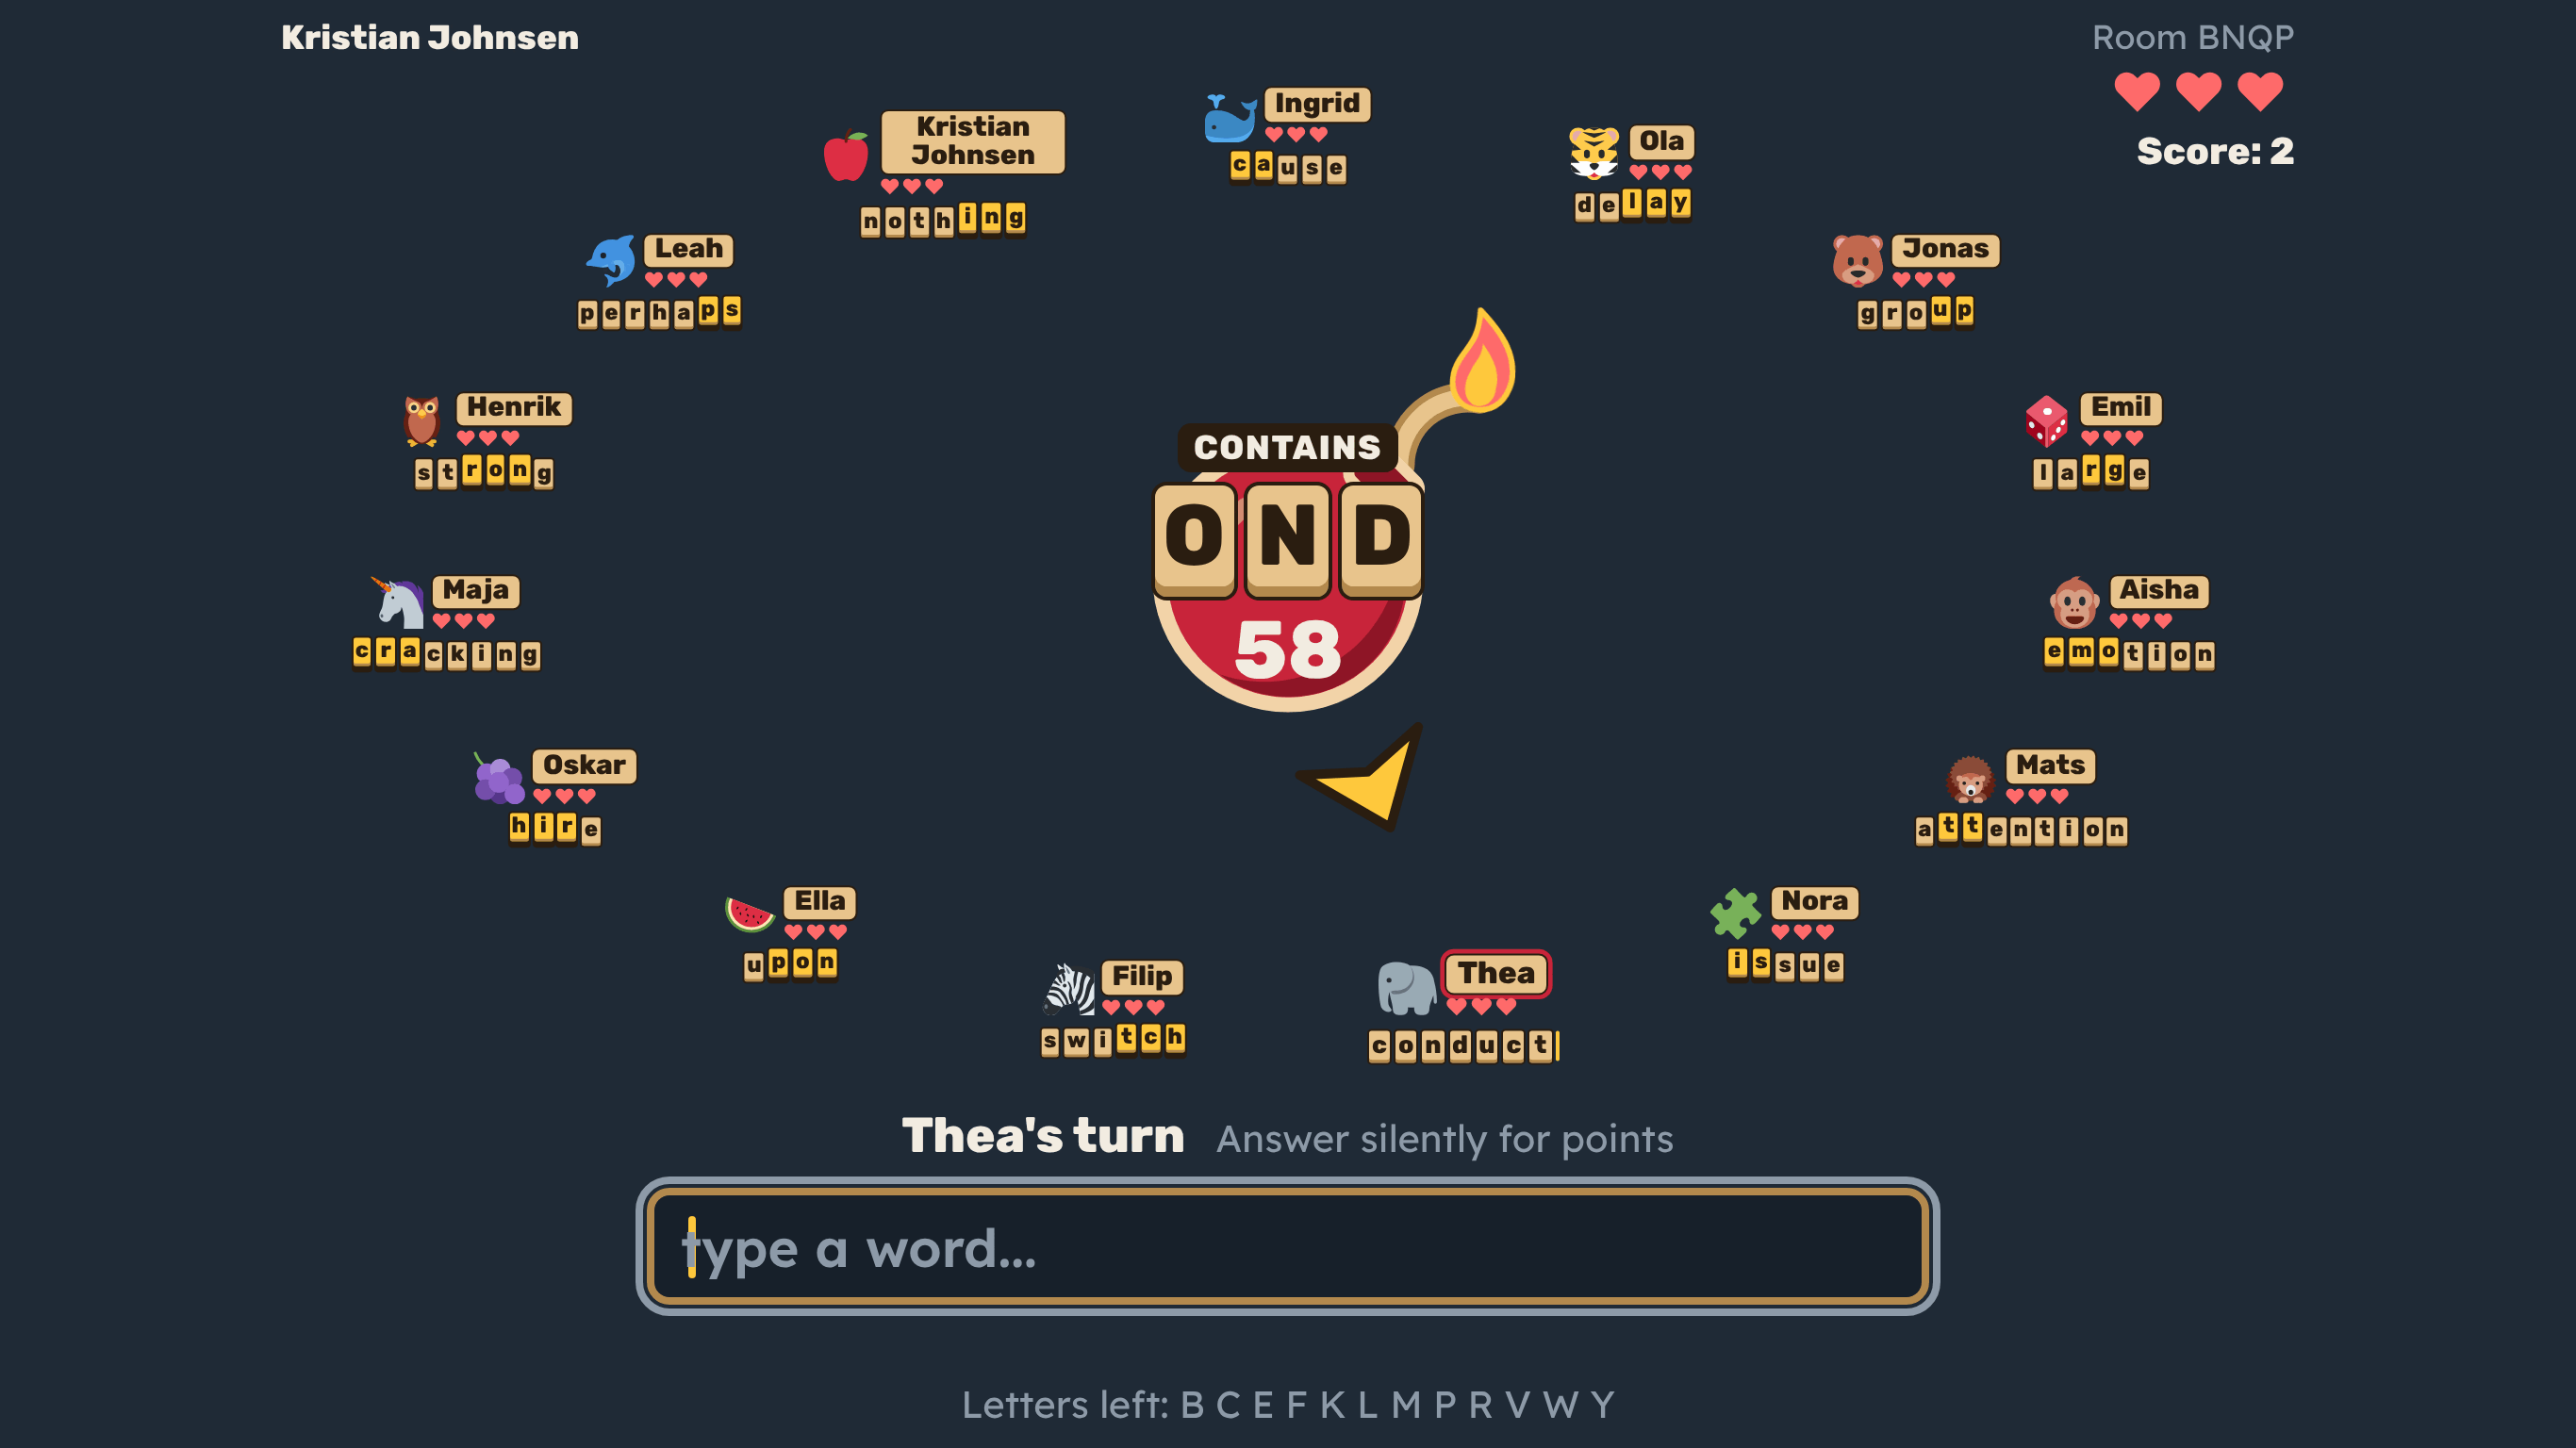 Kristian Johnsen
Room BNQP
Score: 2
Kristian
Johnsen
nothing
Ingrid
cause
Ola
delay
Leah
perhaps
Jonas
group
Henrik
strong
Emil
large
CONTAINS
OND
58
Maja
cracking
Aisha
emotion
Oskar
hire
Mats
attention
Ella
upon
Nora
issue
Filip
switch
Thea
conduct
Thea's turn
Answer silently for points
type a word...
Letters left: B C E F K L M P R V W Y